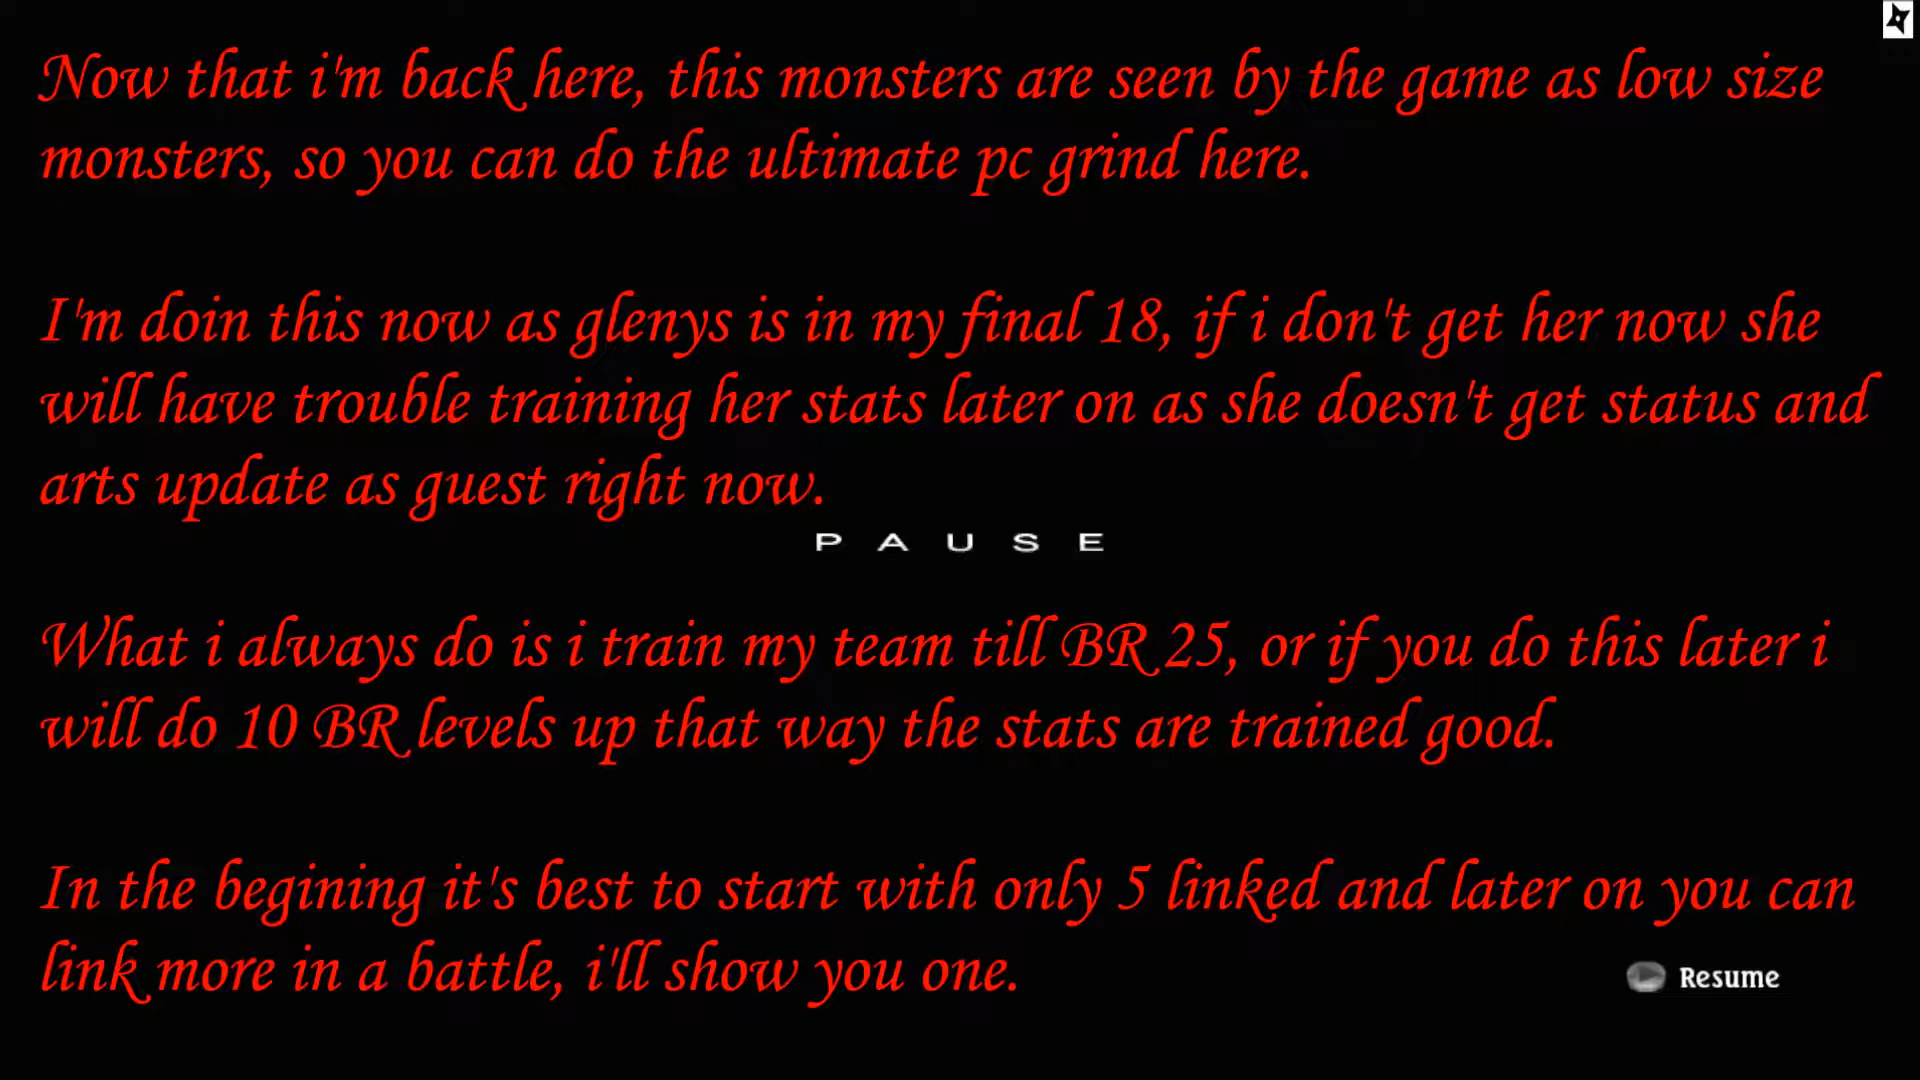 Now that i'm back here, this monsters are seen by the game as low size
monsters, so you can do the ultimate pc grind here.
I'm doin this now as glenys is in my final 18, if i don't get her now she
will have trouble training her stats later on as she doesn't get status and
arts update as guest right now.
PAUSE
What i always do is i train my team till BR 25, or if you do this later i
will do 10 BR levels up that way the stats are trained good.
In the begining it's best to start with only 5 linked and later on you can
link more in a battle, i'll show you one.
Resume